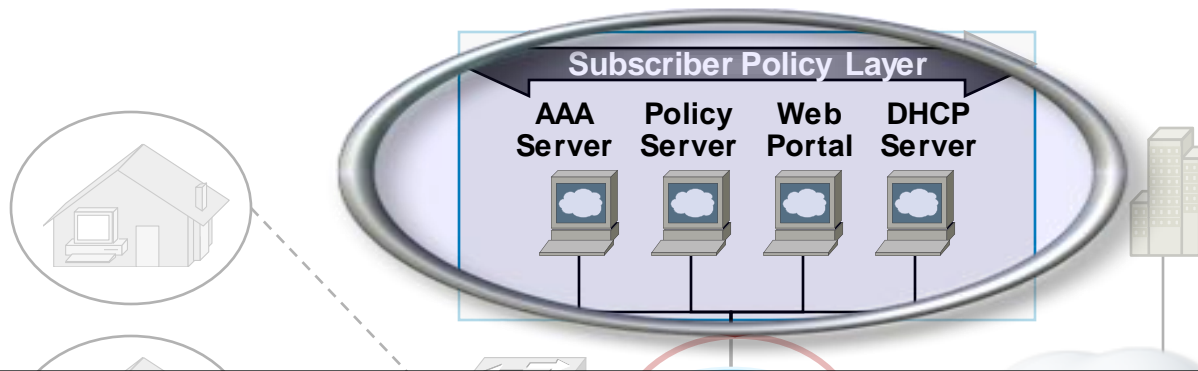 Subscriber Policy Layer
AAA Policy Web DHCP
Server Server Portal Server